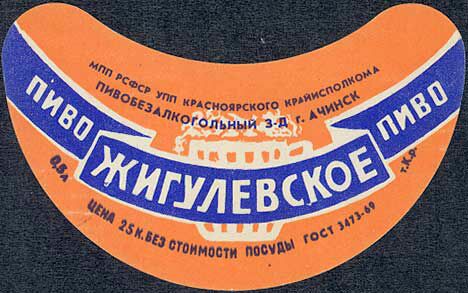 МПП РСФСР УПП КРАСНОЯРСКОГО КРАЙИСПОЛКОМА
ПИВОБЕЗАЛКОГОЛЬНЫЙ З-Д г. АЧИНСК
ПИВО
ЖИГУЛЕВСКОЕ
ПИВО
0,5 л
ЦЕНА 25 К. БЕЗ СТОИМОСТИ ПОСУДЫ ГОСТ 3473-69
т.К.р.